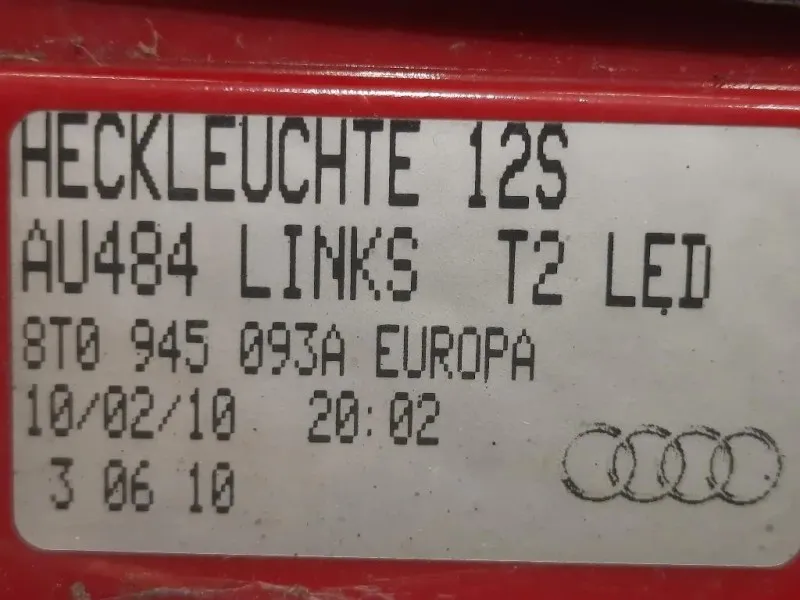 HECKLEUCHTE 12S
AU484 LINKS T2 LED
8T0 945 093A EUROPA
10/02/10 20:02
3 06 10